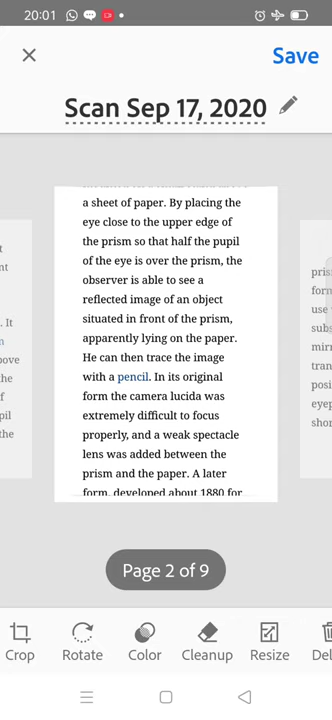 20:01
Save
Scan Sep 17, 2020
a sheet of paper. By placing the
eye close to the upper edge of
the prism so that half the pupil
of the eye is over the prism, the
observer is able to see a
reflected image of an object
situated in front of the prism,
apparently lying on the paper.
He can then trace the image
with a pencil. In its original
form the camera lucida was
extremely difficult to focus
properly, and a weak spectacle
lens was added between the
prism and the paper. A later
form, developed about 1880 for
. It
the
the
Page 2 of 9
Crop
Rotate
Color
Cleanup
Resize
Del